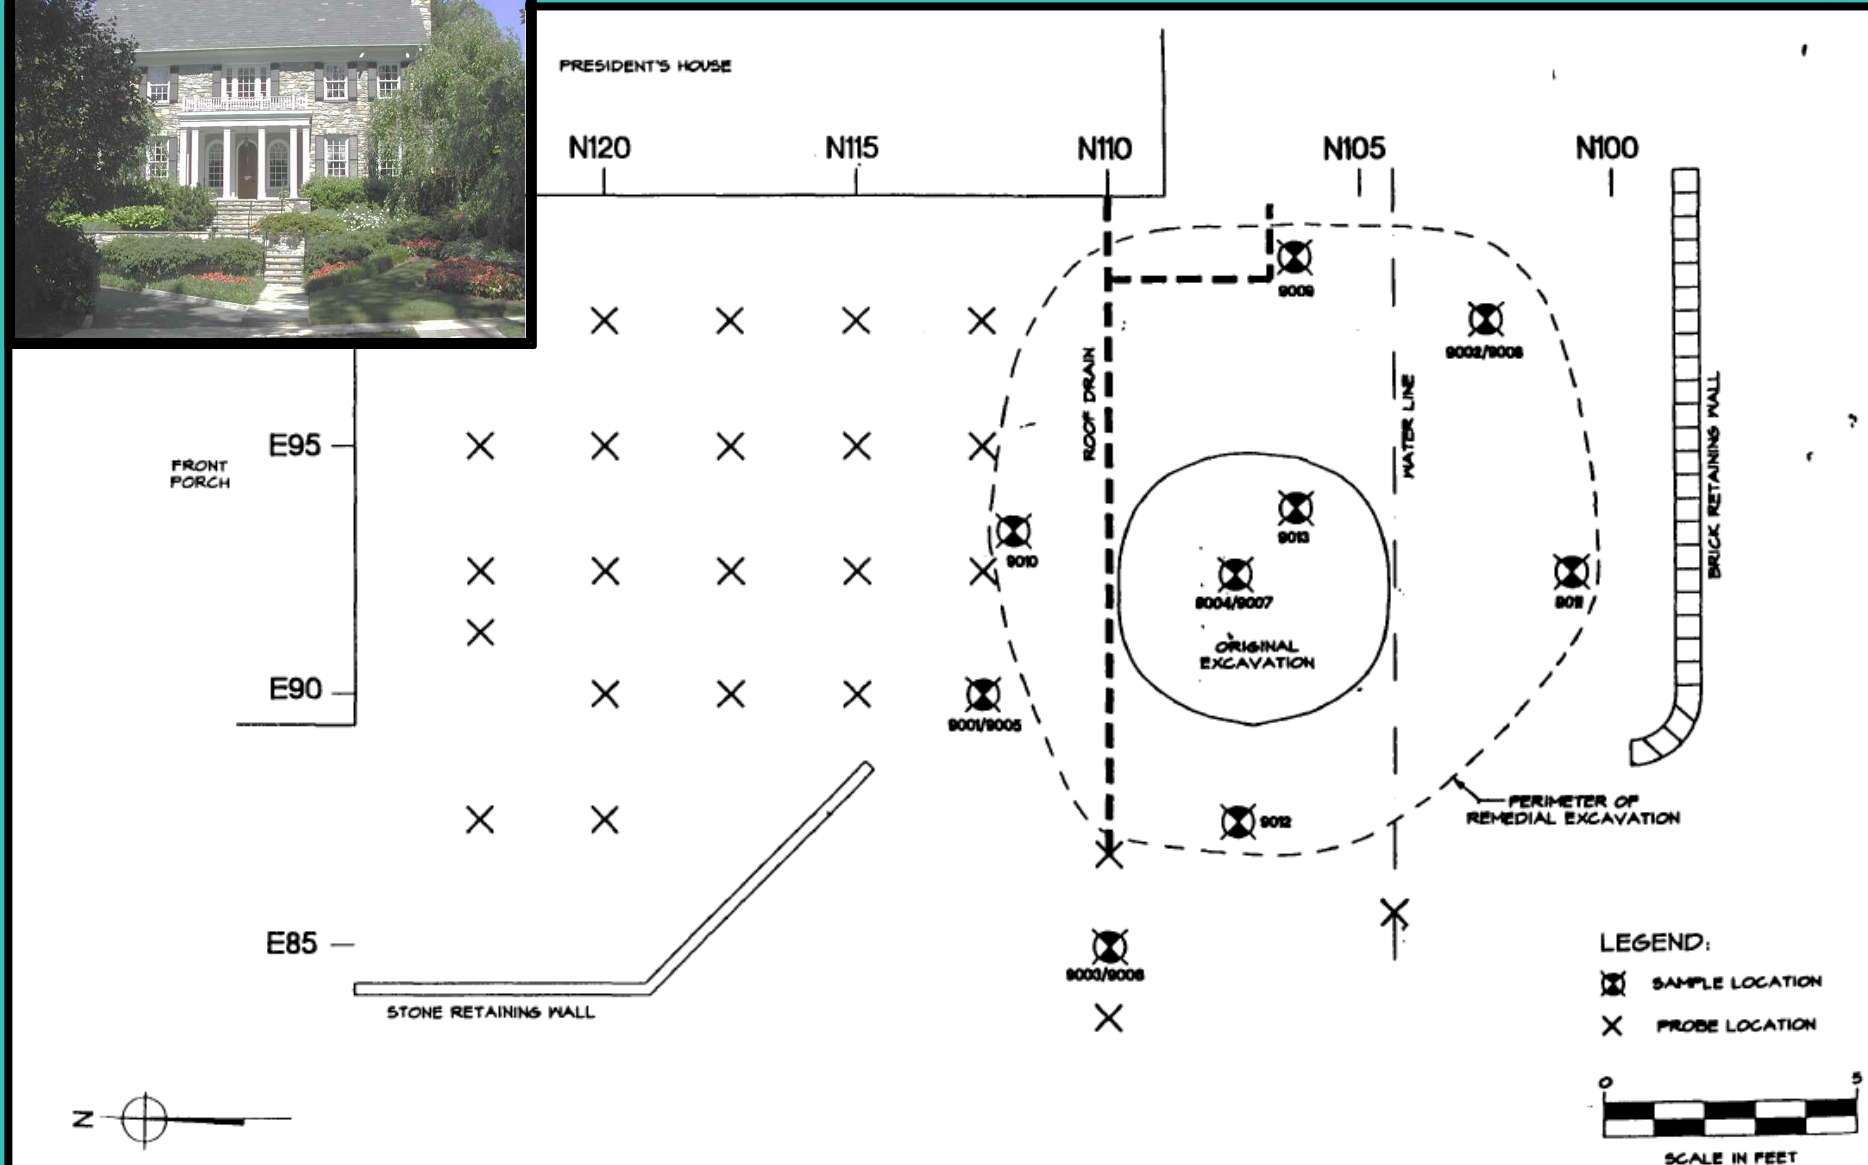 PRESIDENT'S HOUSE
N120
N115
N110
N105
N100
9009
9002/9008
ROOF DRAIN
WATER LINE
BRICK RETAINING WALL
E95
FRONT
PORCH
9013
9010
9004/9007
9011
ORIGINAL
EXCAVATION
E90
9001/9005
PERIMETER OF
REMEDIAL EXCAVATION
9012
E85
9003/9006
STONE RETAINING WALL
LEGEND:
SAMPLE LOCATION
PROBE LOCATION
N
0 5
SCALE IN FEET